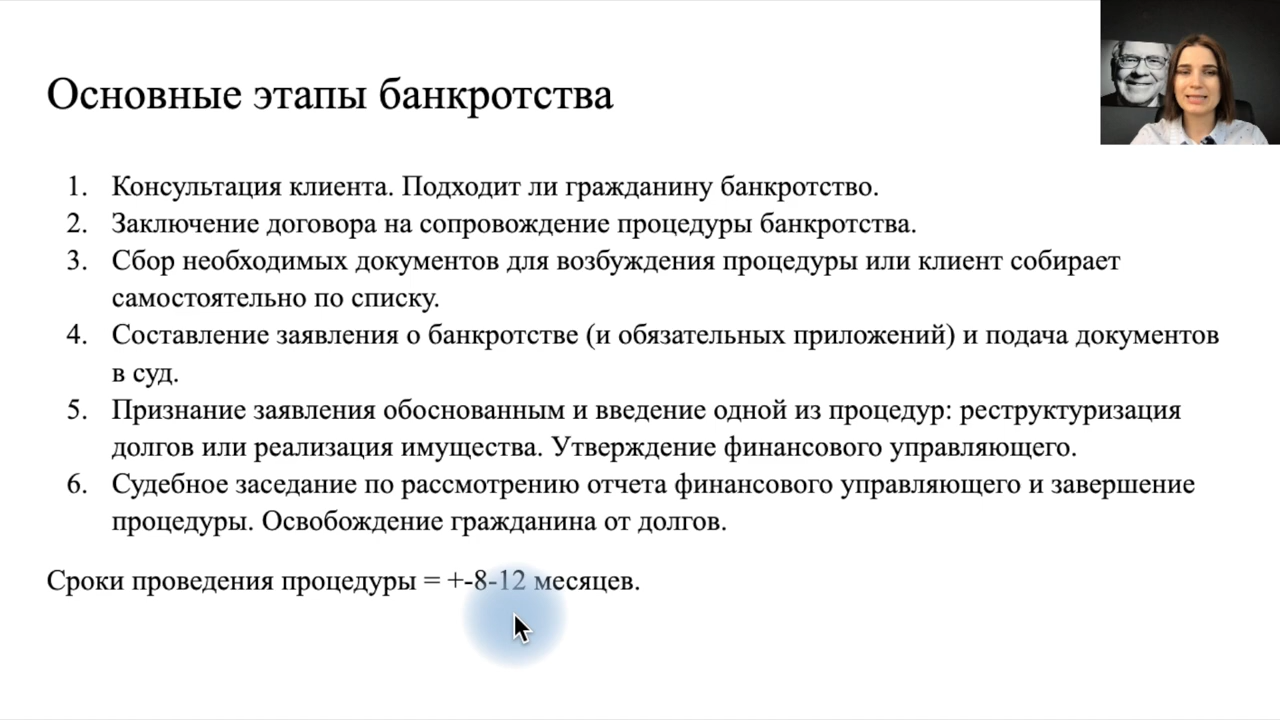 Основные этапы банкротства
1. Консультация клиента. Подходит ли гражданину банкротство.
2. Заключение договора на сопровождение процедуры банкротства.
3. Сбор необходимых документов для возбуждения процедуры или клиент собирает
самостоятельно по списку.
4. Составление заявления о банкротстве (и обязательных приложений) и подача документов
в суд.
5. Признание заявления обоснованным и введение одной из процедур: реструктуризация
долгов или реализация имущества. Утверждение финансового управляющего.
6. Судебное заседание по рассмотрению отчета финансового управляющего и завершение
процедуры. Освобождение гражданина от долгов.
Сроки проведения процедуры = +-8-12 месяцев.